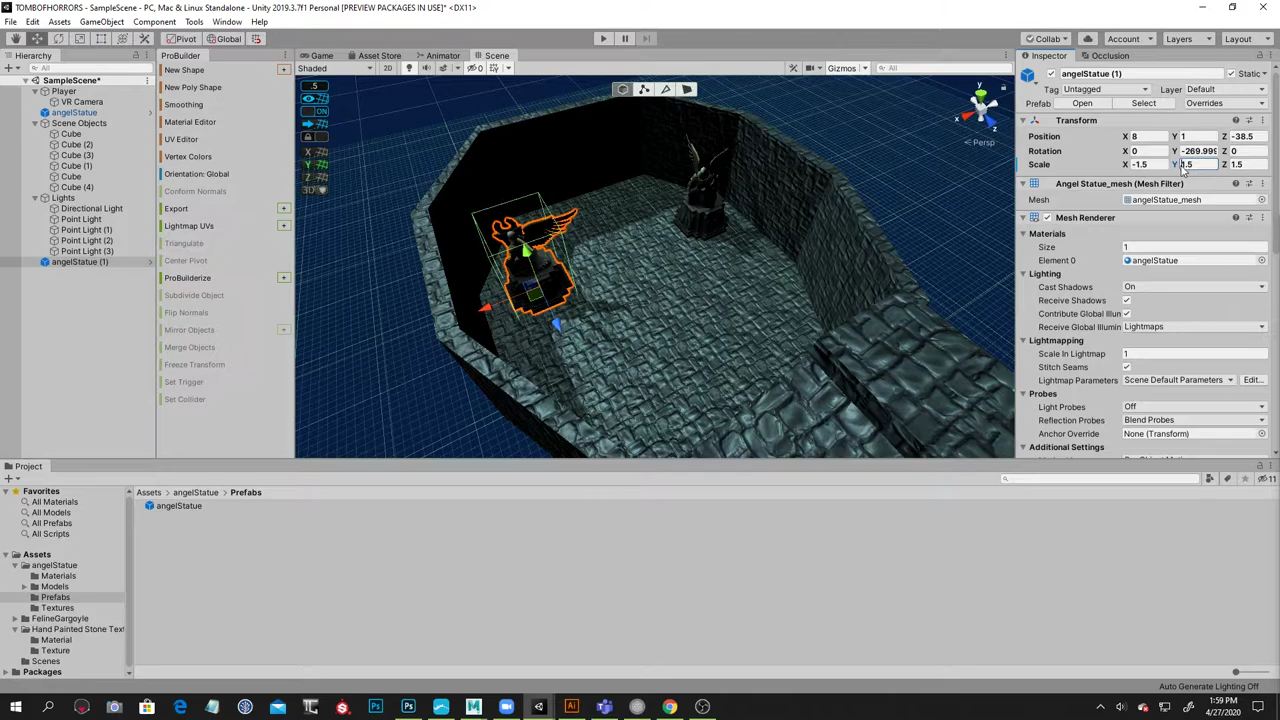 TOMBOFHORRORS - SampleScene - PC, Mac & Linux Standalone - Unity 2019.3.7f1 Personal [PREVIEW PACKAGES IN USE]* <DX11>
File Edit Assets GameObject Component Tools Window Help
Pivot Global Collab Account Layers Layout
Hierarchy
All
SampleScene*
Player
VR Camera
angelStatue
Scene Objects
Cube
Cube (2)
Cube (3)
Cube (1)
Cube
Cube (4)
Lights
Directional Light
Point Light
Point Light (1)
Point Light (2)
Point Light (3)
angelStatue (1)
ProBuilder
New Shape
New Poly Shape
Smoothing
Material Editor
UV Editor
Vertex Colors
Orientation: Global
Conform Normals
Export
Lightmap UVs
Triangulate
Center Pivot
ProBuilderize
Subdivide Object
Flip Normals
Mirror Objects
Merge Objects
Freeze Transform
Set Trigger
Set Collider
Game Asset Store Animator Scene
Shaded 2D 0 Gizmos All
.5
ON
X
Y
Z
3D
y
x
z
Persp
Inspector Occlusion
angelStatue (1) Static
Tag Untagged Layer Default
Prefab Open Select Overrides
Transform
Position X 8 Y 1 Z -38.5
Rotation X 0 Y -269.999 Z 0
Scale X -1.5 Y 1.5 Z 1.5
Angel Statue_mesh (Mesh Filter)
Mesh angelStatue_mesh
Mesh Renderer
Materials
Size 1
Element 0 angelStatue
Lighting
Cast Shadows On
Receive Shadows
Contribute Global Illum
Receive Global Illumin Lightmaps
Lightmapping
Scale In Lightmap 1
Stitch Seams
Lightmap Parameters Scene Default Parameters Edit...
Probes
Light Probes Off
Reflection Probes Blend Probes
Anchor Override None (Transform)
Additional Settings
Project
11
Favorites
All Materials
All Models
All Prefabs
All Scripts
Assets
angelStatue
Materials
Models
Prefabs
Textures
FelineGargoyle
Hand Painted Stone Text
Material
Texture
Scenes
Packages
Assets angelStatue Prefabs
angelStatue
Auto Generate Lighting Off
1:59 PM
4/27/2020